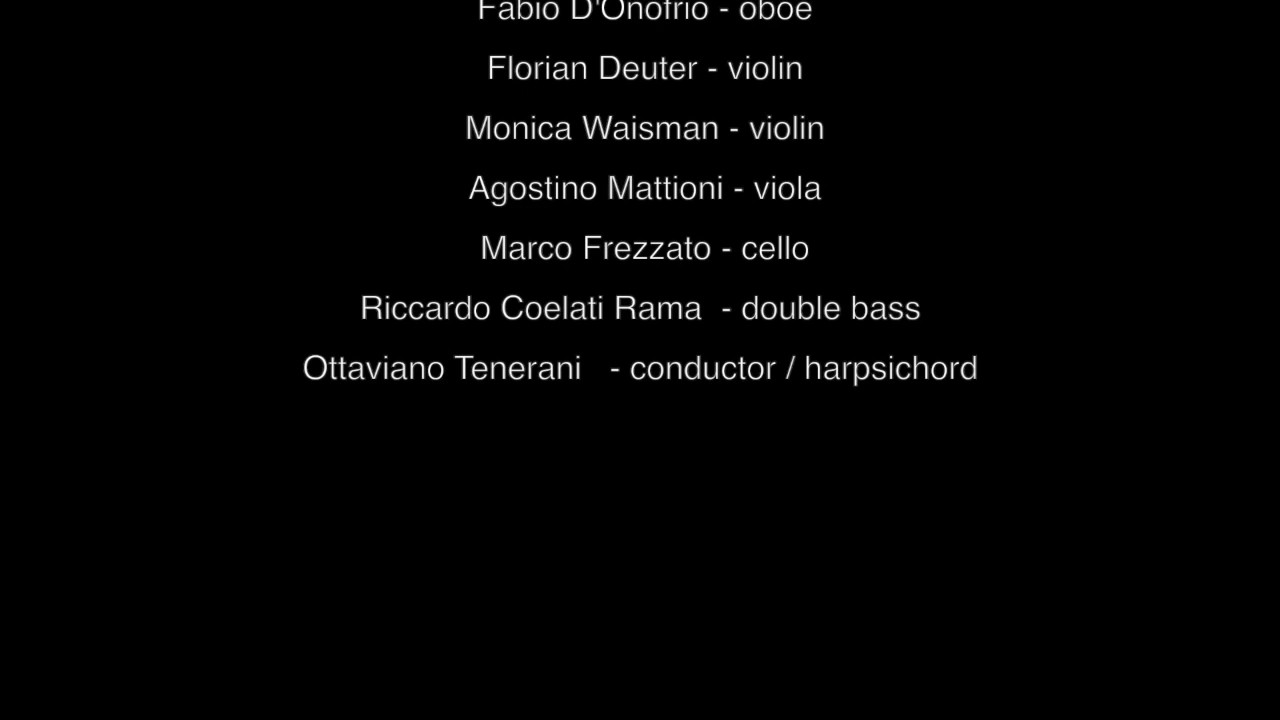 Fabio D'Onofrio - oboe
Florian Deuter - violin
Monica Waisman - violin
Agostino Mattioni - viola
Marco Frezzato - cello
Riccardo Coelati Rama  - double bass
Ottaviano Tenerani   - conductor / harpsichord